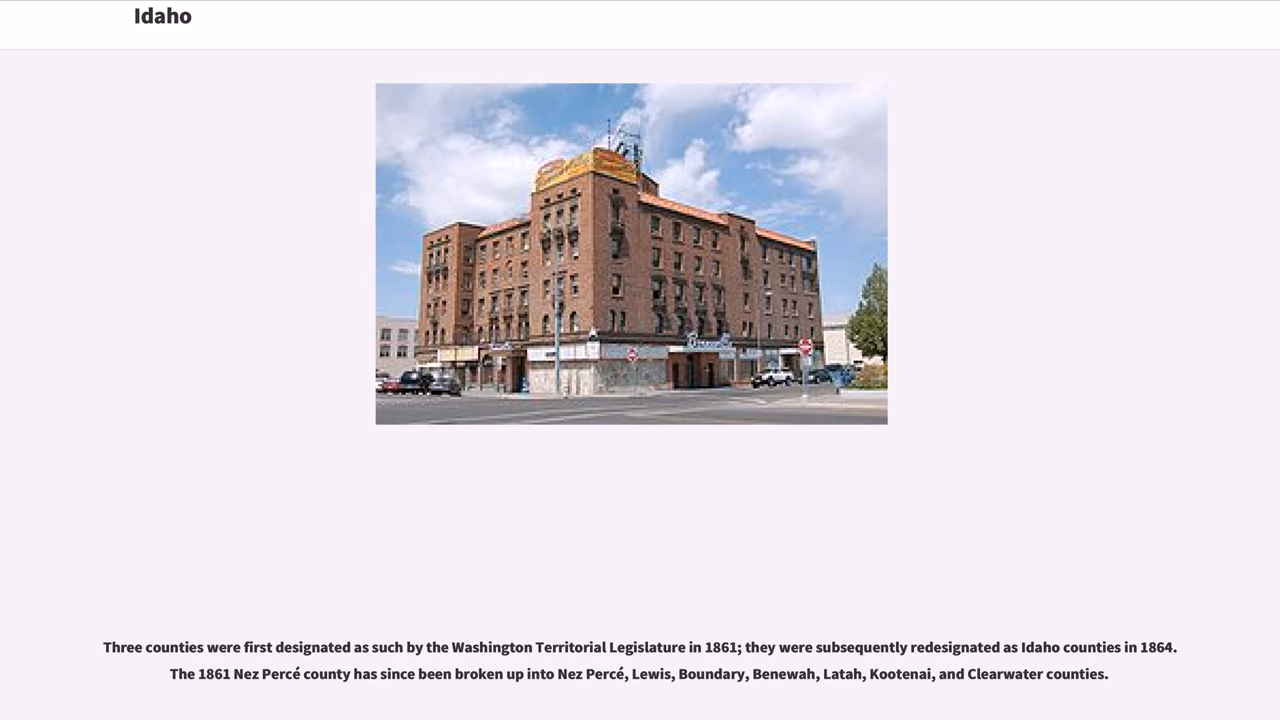 Idaho
Three counties were first designated as such by the Washington Territorial Legislature in 1861; they were subsequently redesignated as Idaho counties in 1864.
The 1861 Nez Percé county has since been broken up into Nez Percé, Lewis, Boundary, Benewah, Latah, Kootenai, and Clearwater counties.